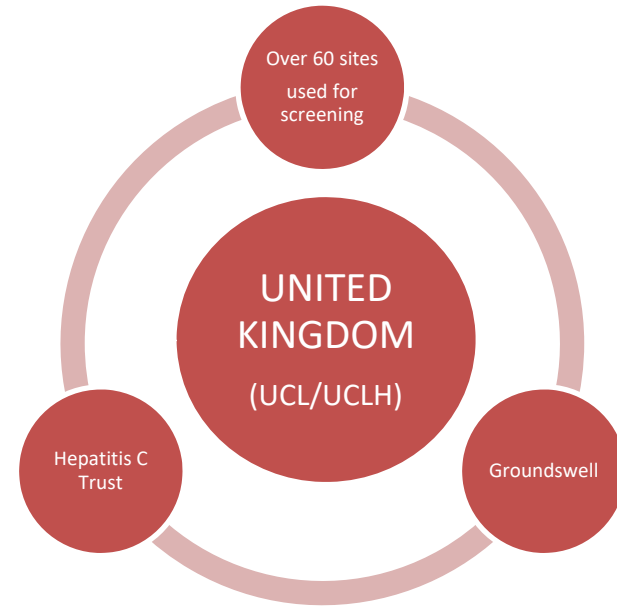 Over 60 sites
used for
screening
UNITED
KINGDOM
(UCL/UCLH)
Hepatitis C
Trust
Groundswell